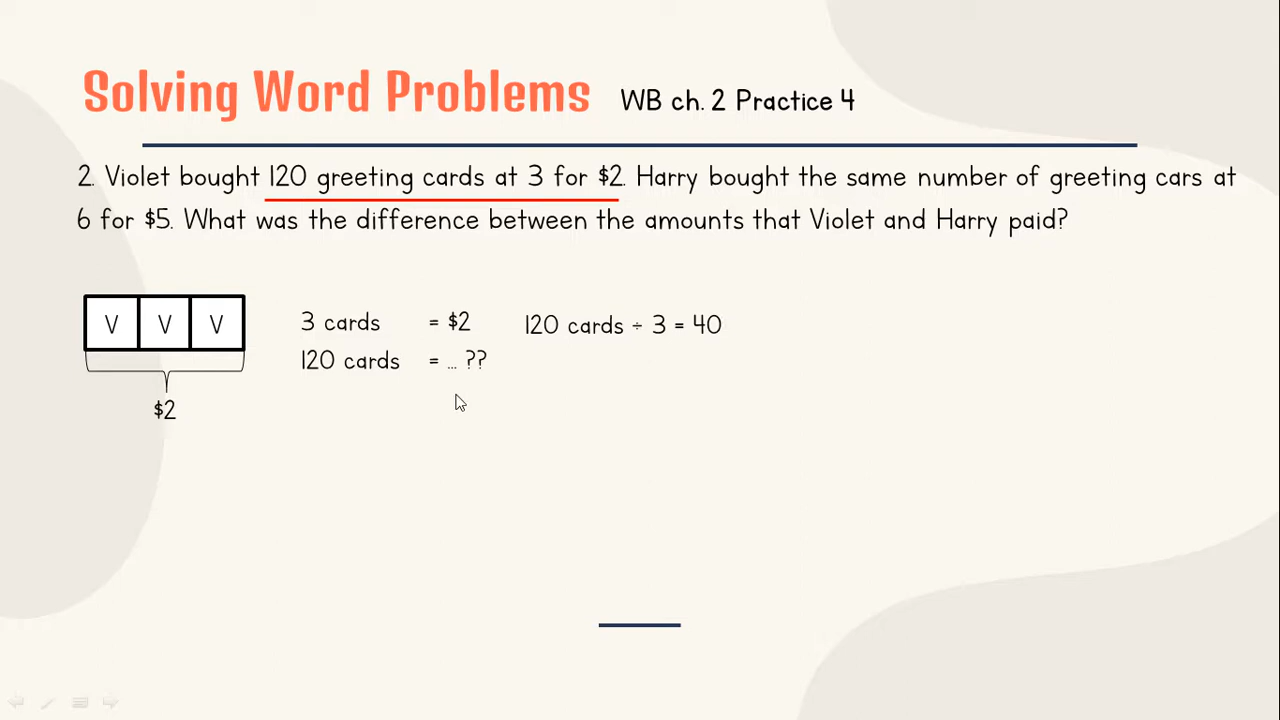 Solving Word Problems WB ch. 2 Practice 4
2. Violet bought 120 greeting cards at 3 for $2. Harry bought the same number of greeting cars at
6 for $5. What was the difference between the amounts that Violet and Harry paid?
V V V
$2
3 cards = $2 120 cards ÷ 3 = 40
120 cards = ... ??